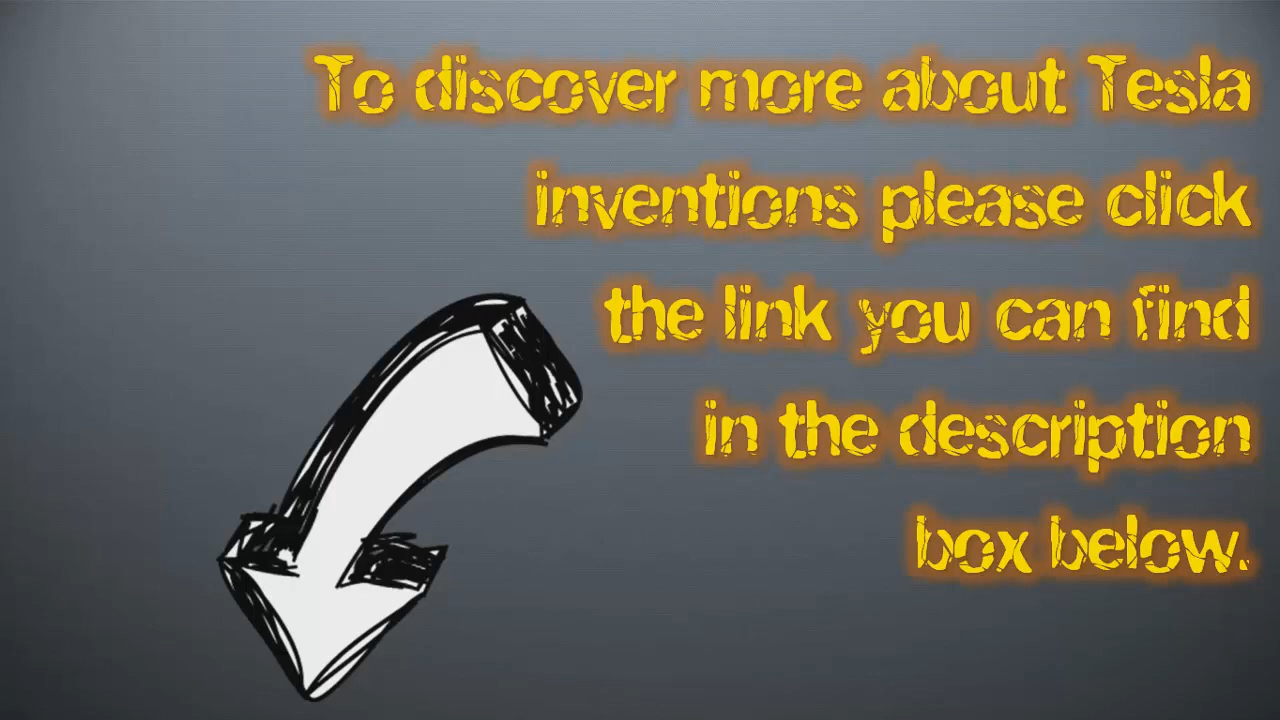 To discover more about Tesla
inventions please click
the link you can find
in the description
box below.